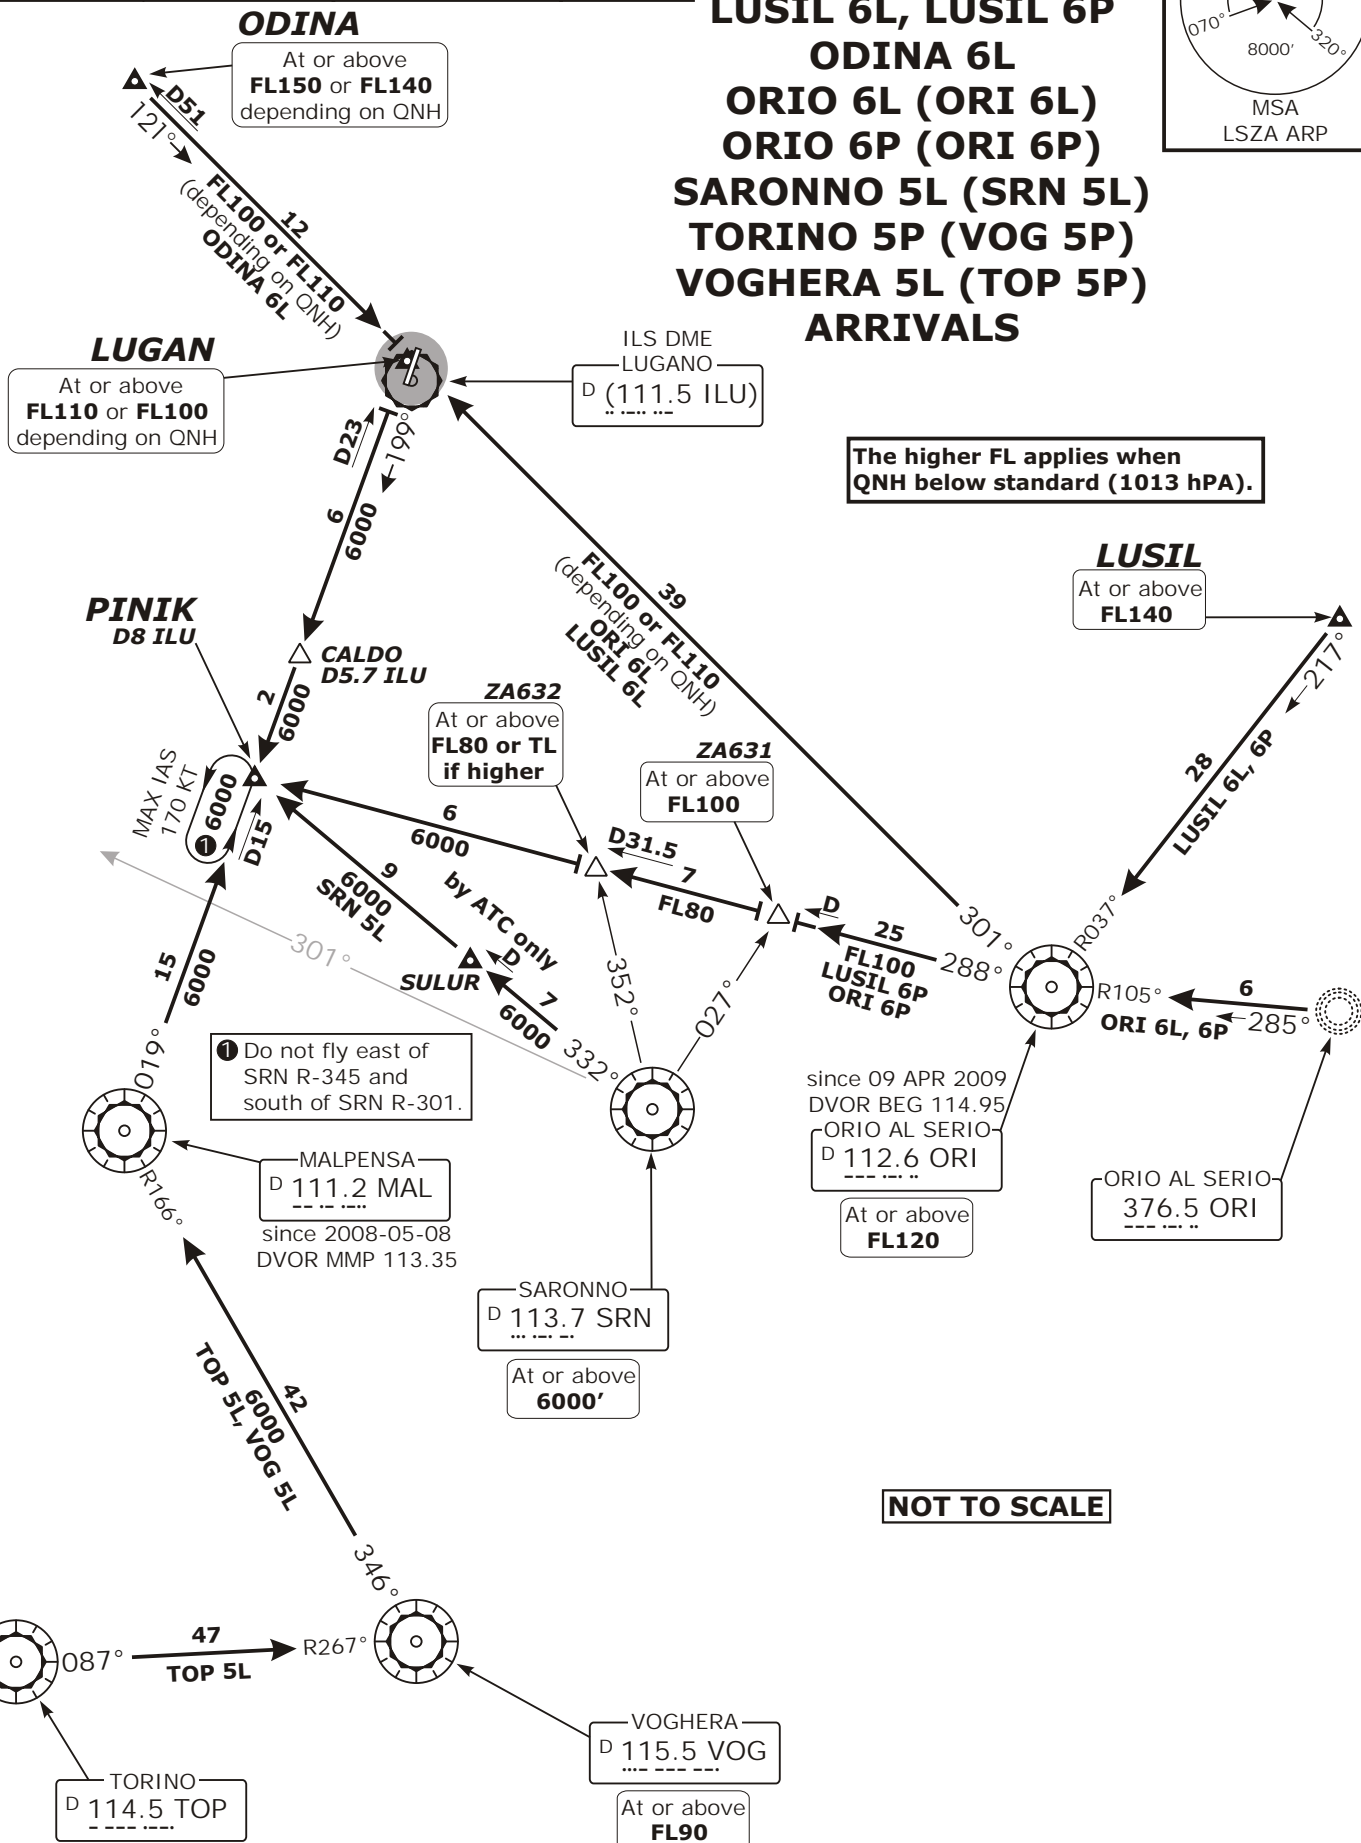 LUSIL 6L, LUSIL 6P
ODINA 6L
ORIO 6L (ORI 6L)
ORIO 6P (ORI 6P)
SARONNO 5L (SRN 5L)
TORINO 5P (VOG 5P)
VOGHERA 5L (TOP 5P)
ARRIVALS
070°
320°
8000'
MSA
LSZA ARP
ODINA
At or above
FL150 or FL140
depending on QNH
D51
121°
12
FL100 or FL110
(depending on QNH)
ODINA 6L
LUGAN
At or above
FL110 or FL100
depending on QNH
ILS DME
LUGANO
D (111.5 ILU)
D23
199°
6
6000
The higher FL applies when
QNH below standard (1013 hPA).
39
FL100 or FL110
(depending on QNH)
ORI 6L
LUSIL 6L
LUSIL
At or above
FL140
217°
28
LUSIL 6L, 6P
R037°
PINIK
D8 ILU
CALDO
D5.7 ILU
2
6000
MAX IAS
170 KT
1 6000
D15
ZA632
At or above
FL80 or TL
if higher
ZA631
At or above
FL100
6
6000
D31.5
7
FL80
D
25
FL100
LUSIL 6P
ORI 6P
288°
301°
9
6000
SRN 5L
by ATC only
SULUR
D
7
6000
332°
352°
027°
301°
15
6000
019°
R105°
6
ORI 6L, 6P
285°
1 Do not fly east of
SRN R-345 and
south of SRN R-301.
since 09 APR 2009
DVOR BEG 114.95
ORIO AL SERIO
D 112.6 ORI
At or above
FL120
ORIO AL SERIO
376.5 ORI
MALPENSA
D 111.2 MAL
since 2008-05-08
DVOR MMP 113.35
R166°
SARONNO
D 113.7 SRN
At or above
6000'
42
6000
TOP 5L, VOG 5L
346°
NOT TO SCALE
087°
47
TOP 5L
R267°
VOGHERA
D 115.5 VOG
At or above
FL90
TORINO
D 114.5 TOP